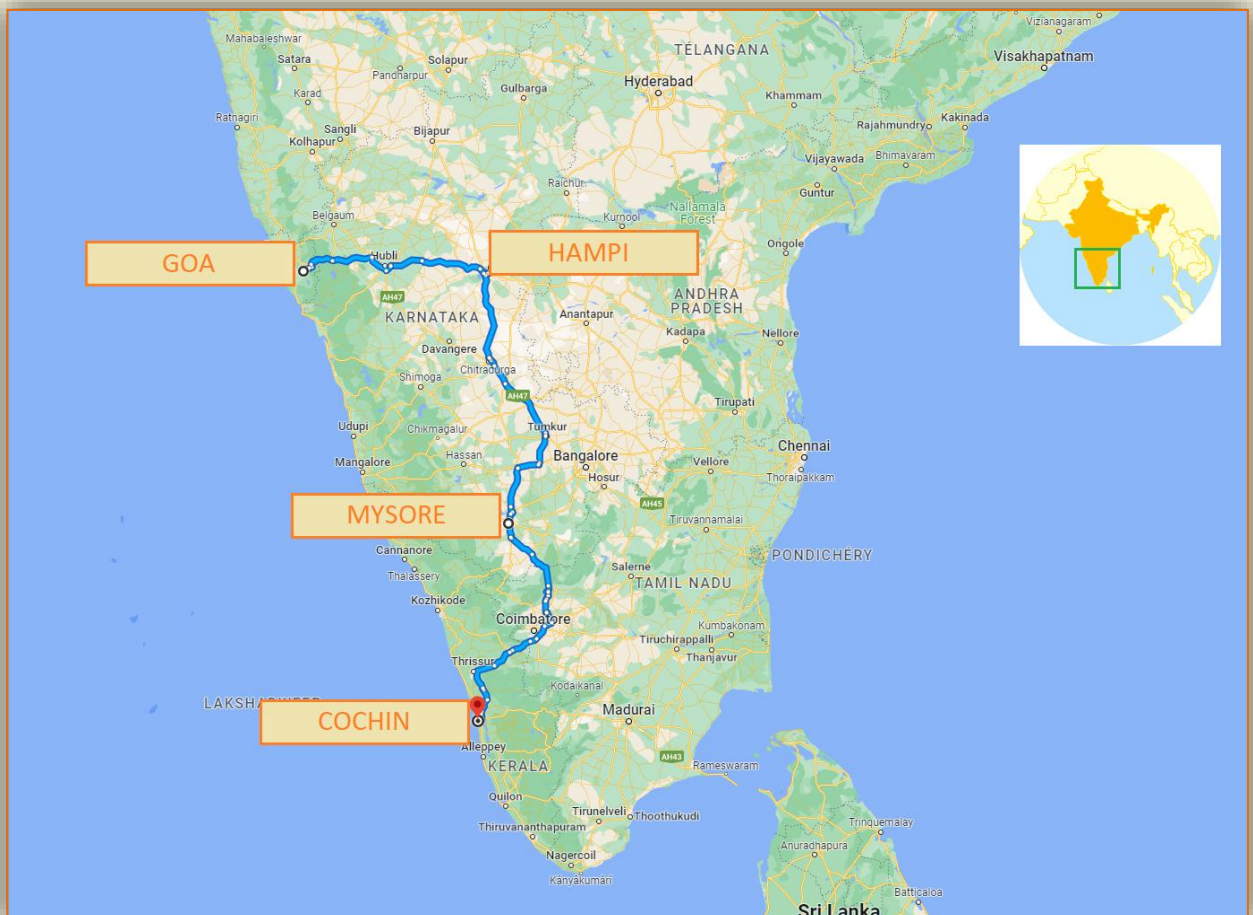 Vizianagaram
Mahabaleshwar
TELANGANA
Satara
Solapur
Pandharpur
Visakhapatnam
Hyderabad
Gulbarga
Karad
Khammam
Ratnagiri
Sangli
Rajahmundry
Kakinada
Kolhapur
Bijapur
Vijayawada
Bhimavaram
Raichur
Guntur
Nallamala
Forest
Belgaum
Kurnool
Ongole
GOA
Hubli
HAMPI
AH47
ANDHRA
PRADESH
KARNATAKA
Anantapur
Kadapa
Nellore
Davangere
Chitradurga
Shimoga
AH47
Tirupati
Udupi
Chikmagalur
Tumkur
Chennai
Hassan
Bangalore
Mangalore
Vellore
Thoraipakkam
Hosur
AH45
MYSORE
Tiruvannamalai
Cannanore
PONDICHÉRY
Thalassery
Salerne
TAMIL NADU
Kozhikode
Coimbatore
Kumbakonam
Tiruchirappalli
Thanjavur
Thrissur
Kodaikanal
COCHIN
Madurai
Alleppey
AH43
KERALA
Rameswaram
Quilon
Tirunelveli
Thoothukudi
Thiruvananthapuram
Trinquemalay
Anuradhapura
Nagercoil
Kanyakumari
Batticaloa
Sri Lanka